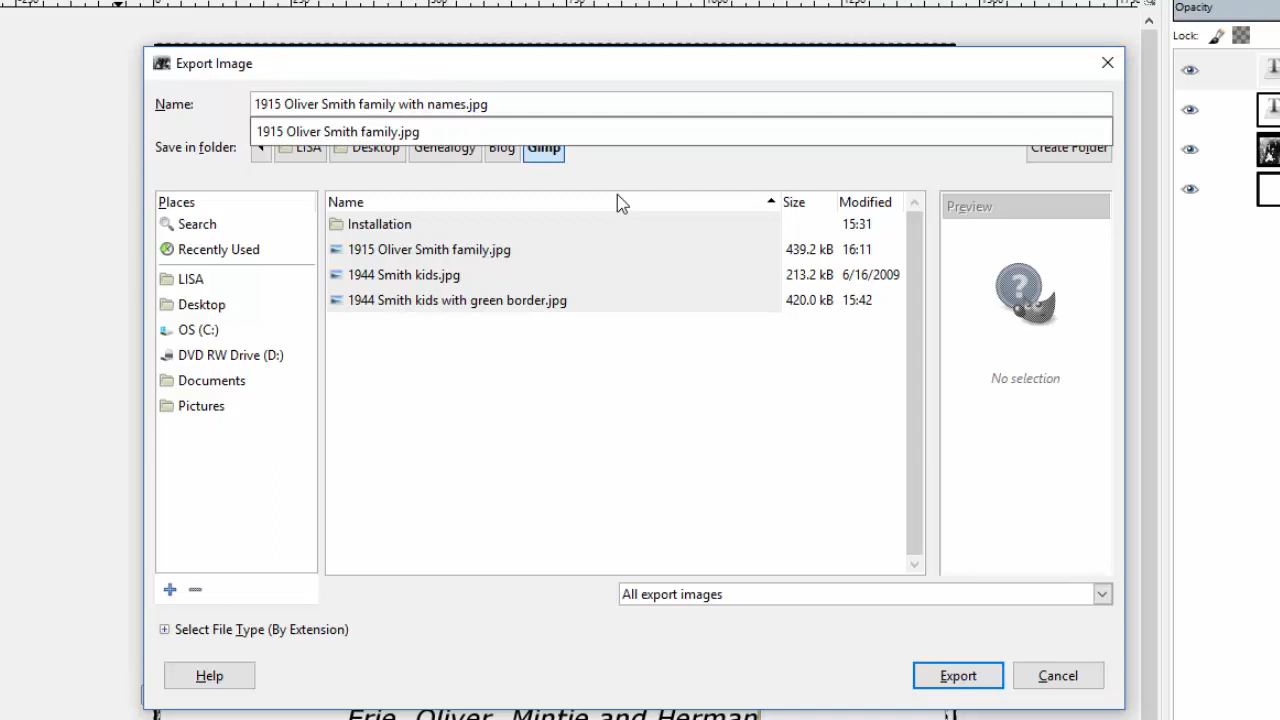 Opacity
Lock:
Export Image
Name: 1915 Oliver Smith family with names.jpg
1915 Oliver Smith family.jpg
Save in folder: LISA Desktop Genealogy Blog Gimp Create Folder
Places Name Size Modified Preview
Search Installation 15:31
Recently Used 1915 Oliver Smith family.jpg 439.2 kB 16:11
LISA 1944 Smith kids.jpg 213.2 kB 6/16/2009
Desktop 1944 Smith kids with green border.jpg 420.0 kB 15:42
OS (C:)
DVD RW Drive (D:)
Documents No selection
Pictures
All export images
Select File Type (By Extension)
Help Export Cancel
Erie, Oliver, Mintie and Herman